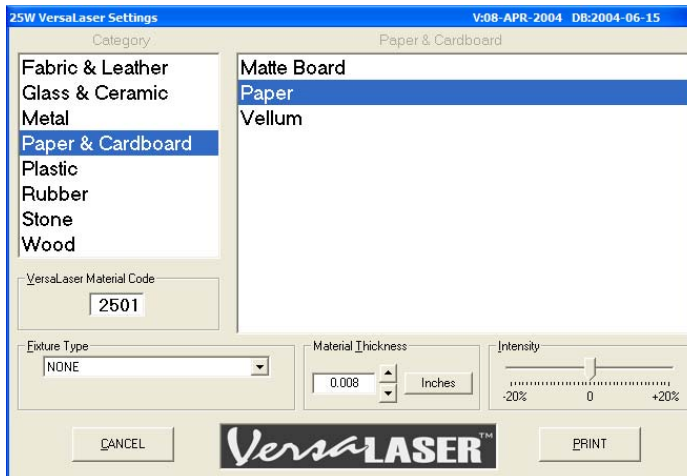 25W VersaLaser Settings V:08-APR-2004 DB:2004-06-15
Category
Paper & Cardboard
Fabric & Leather
Glass & Ceramic
Metal
Paper & Cardboard
Plastic
Rubber
Stone
Wood
Matte Board
Paper
Vellum
VersaLaser Material Code
2501
Fixture Type
NONE
Material Thickness
0.008 Inches
Intensity
-20% 0 +20%
CANCEL
VERSALASER™
PRINT